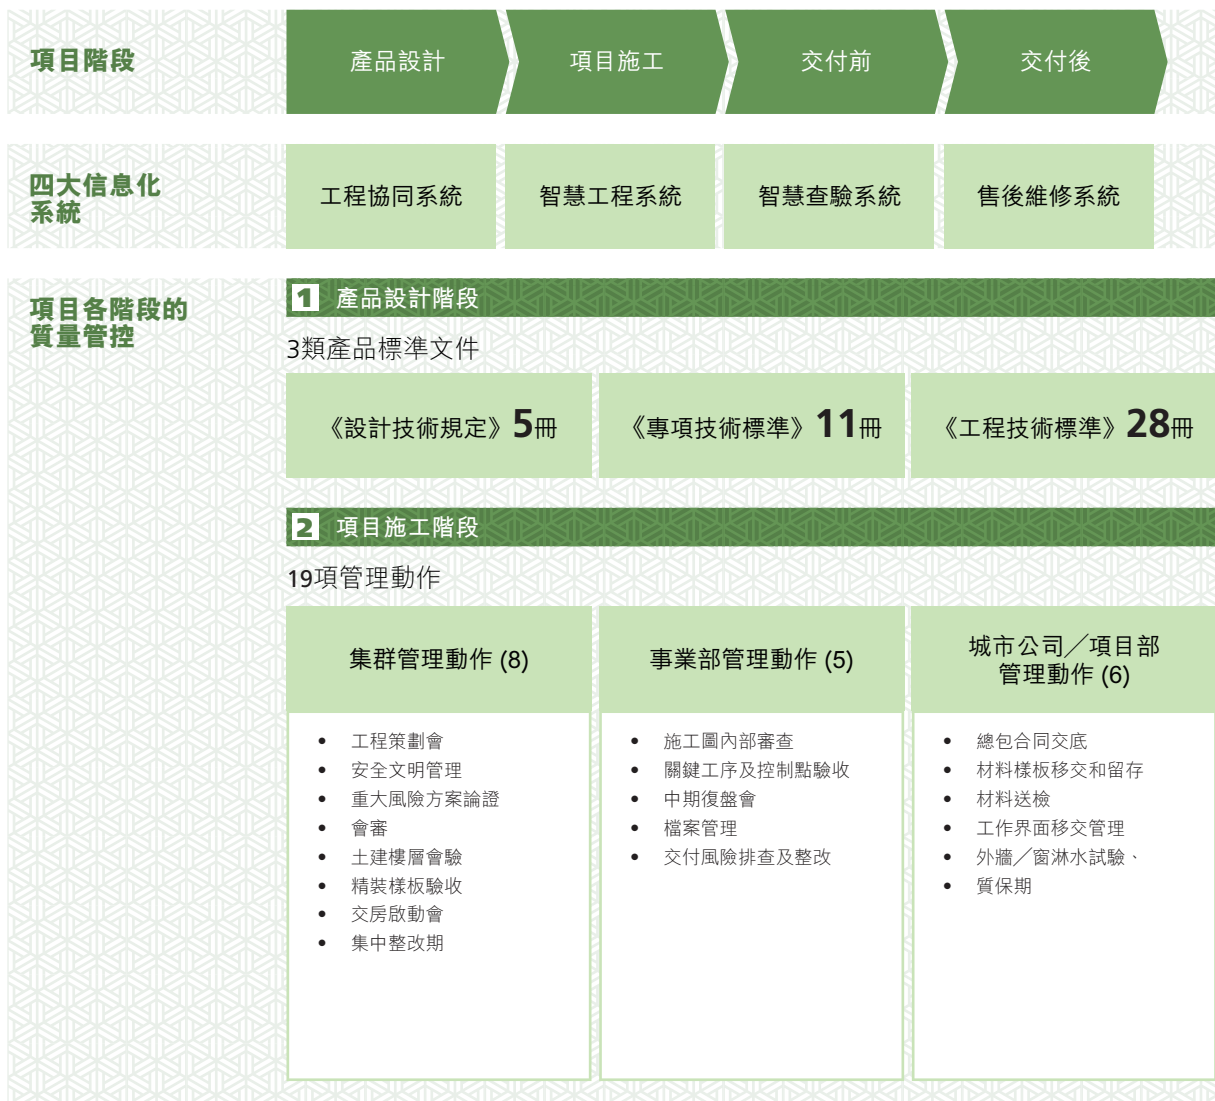 項目階段
產品設計
項目施工
交付前
交付後
四大信息化
系統
工程協同系統
智慧工程系統
智慧查驗系統
售後維修系統
項目各階段的
質量管控
1 產品設計階段
3類產品標準文件
《設計技術規定》5冊
《專項技術標準》11冊
《工程技術標準》28冊
2 項目施工階段
19項管理動作
集群管理動作 (8)
• 工程策劃會
• 安全文明管理
• 重大風險方案論證
• 會審
• 土建樓層會驗
• 精裝樣板驗收
• 交房啟動會
• 集中整改期
事業部管理動作 (5)
• 施工圖內部審查
• 關鍵工序及控制點驗收
• 中期復盤會
• 檔案管理
• 交付風險排查及整改
城市公司╱項目部
管理動作 (6)
• 總包合同交底
• 材料樣板移交和留存
• 材料送檢
• 工作界面移交管理
• 外牆╱窗淋水試驗、
• 質保期